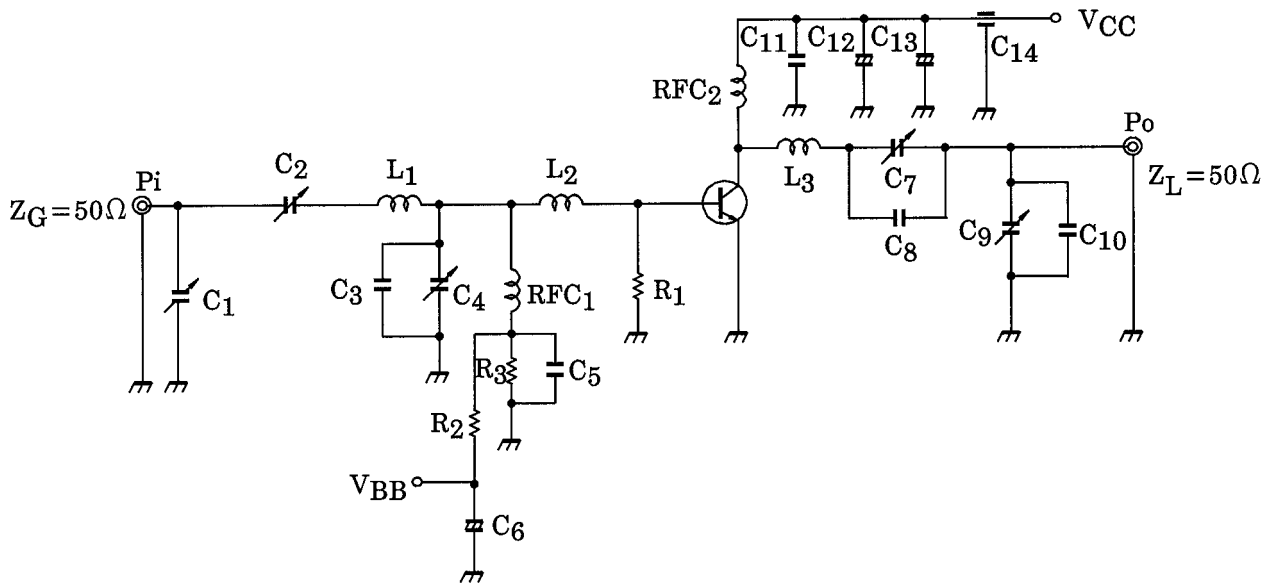 VCC
C11
C12
C13
C14
RFC2
Po
ZL=50Ω
L3
C7
C8
C9
C10
Pi
ZG=50Ω
C2
L1
L2
C1
C3
C4
RFC1
R1
R3
C5
R2
VBB
C6